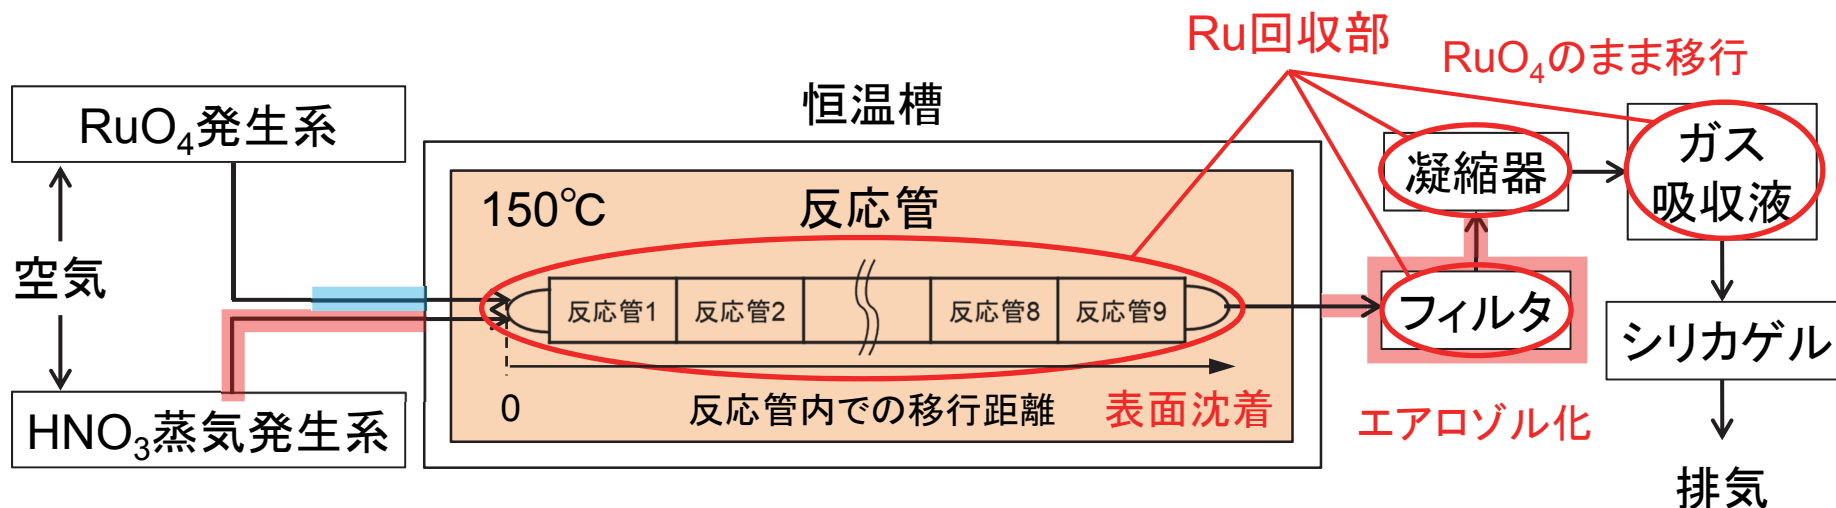 Ru回収部
RuO₄のまま移行
RuO₄発生系
恒温槽
ガス
吸収液
凝縮器
150℃
反応管
空気
反応管1
反応管2
反応管8
反応管9
フィルタ
シリカゲル
HNO₃蒸気発生系
0
反応管内での移行距離
表面沈着
エアロゾル化
排気